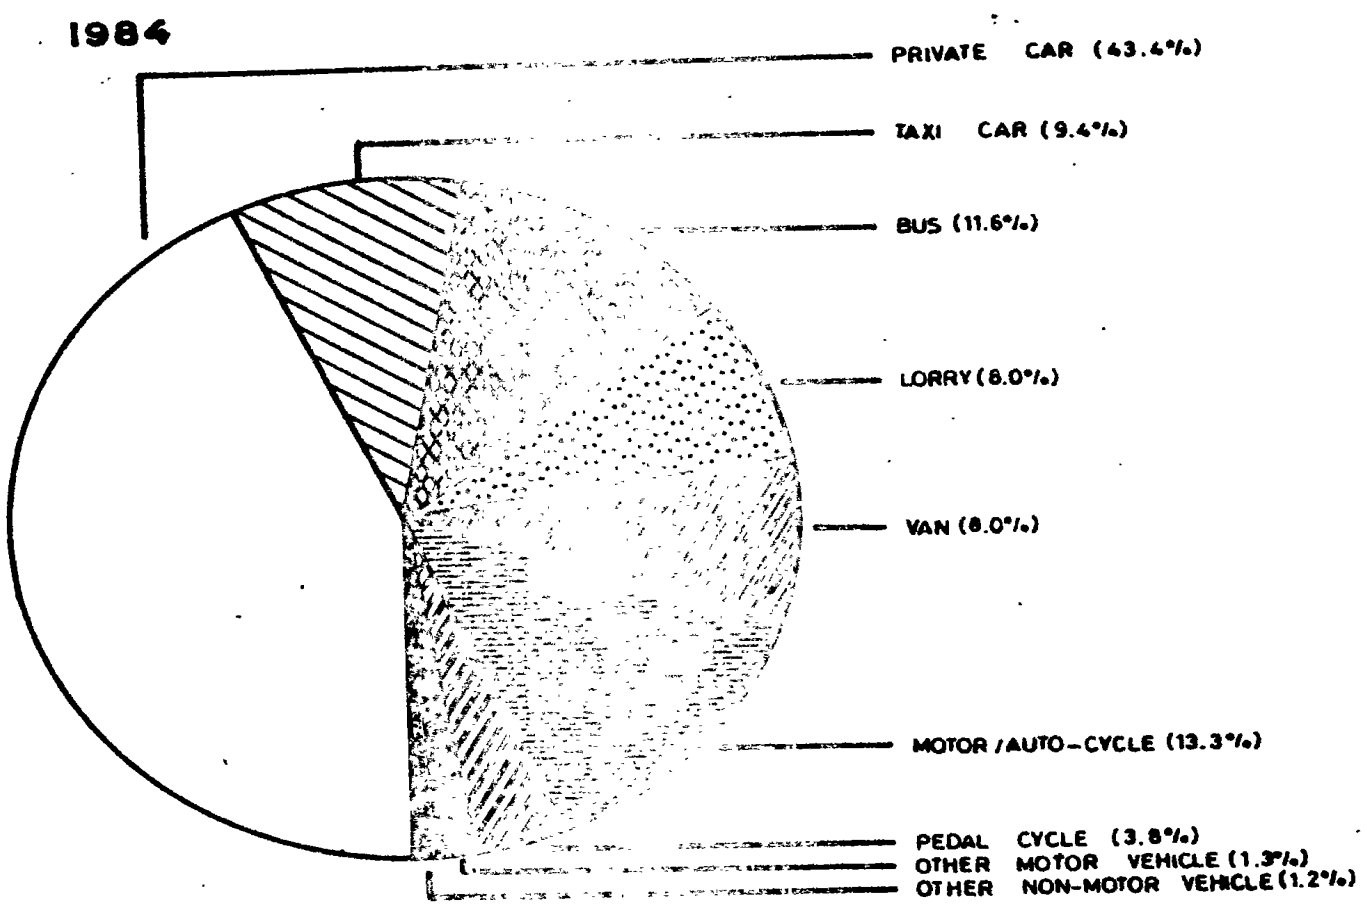 1984
PRIVATE CAR (43.4%)
TAXI CAR (9.4%)
BUS (11.6%)
LORRY (8.0%)
VAN (8.0%)
MOTOR / AUTO-CYCLE (13.3%)
PEDAL CYCLE (3.8%)
OTHER MOTOR VEHICLE (1.3%)
OTHER NON-MOTOR VEHICLE (1.2%)